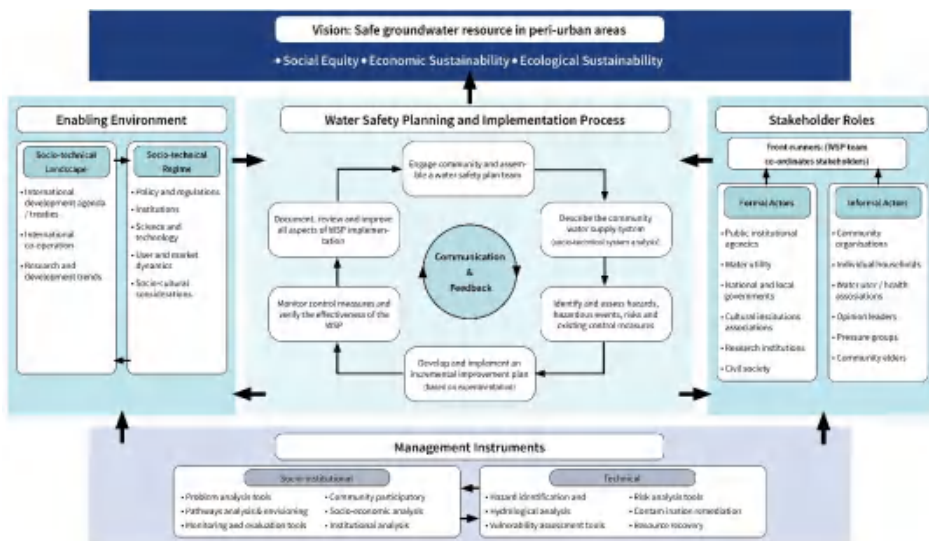 Vision: Safe groundwater resource in peri-urban areas
• Social Equity • Economic Sustainability • Ecological Sustainability
Enabling Environment
Socio-technical
Landscape
• International
development agenda
/ treaties
• International
co-operation
• Research and
development trends
Socio-technical
Regime
• Policy and regulations
• Institutions
• Science and
technology
• User and market
dynamics
• Socio-cultural
considerations
Water Safety Planning and Implementation Process
Engage community and assem-
ble a water safety plan team
Describe the community
water supply system
(socio-technical system analysis)
Identify and assess hazards,
hazardous events, risks and
existing control measures
Develop and implement an
incremental improvement plan
(based on experimentation)
Monitor control measures and
verify the effectiveness of the
WSP
Document, review and improve
all aspects of WSP implemen-
tation
Communication
&
Feedback
Stakeholder Roles
Front-runners: (WSP team
co-ordinates stakeholders)
Formal Actors
• Public institutional
agencies
• Water utility
• National and local
governments
• Cultural institutions
associations
• Research institutions
• Civil society
Informal Actors
• Community
organisations
• Individual households
• Water user / health
associations
• Opinion leaders
• Pressure groups
• Community elders
Management Instruments
Socio-institutional
• Problem analysis tools
• Pathways analysis & envisioning
• Monitoring and evaluation tools
• Community participatory
• Socio-economic analysis
• Institutional analysis
Technical
• Hazard identification and
• Hydrological analysis
• Vulnerability assessment tools
• Risk analysis tools
• Contamination remediation
• Resource recovery